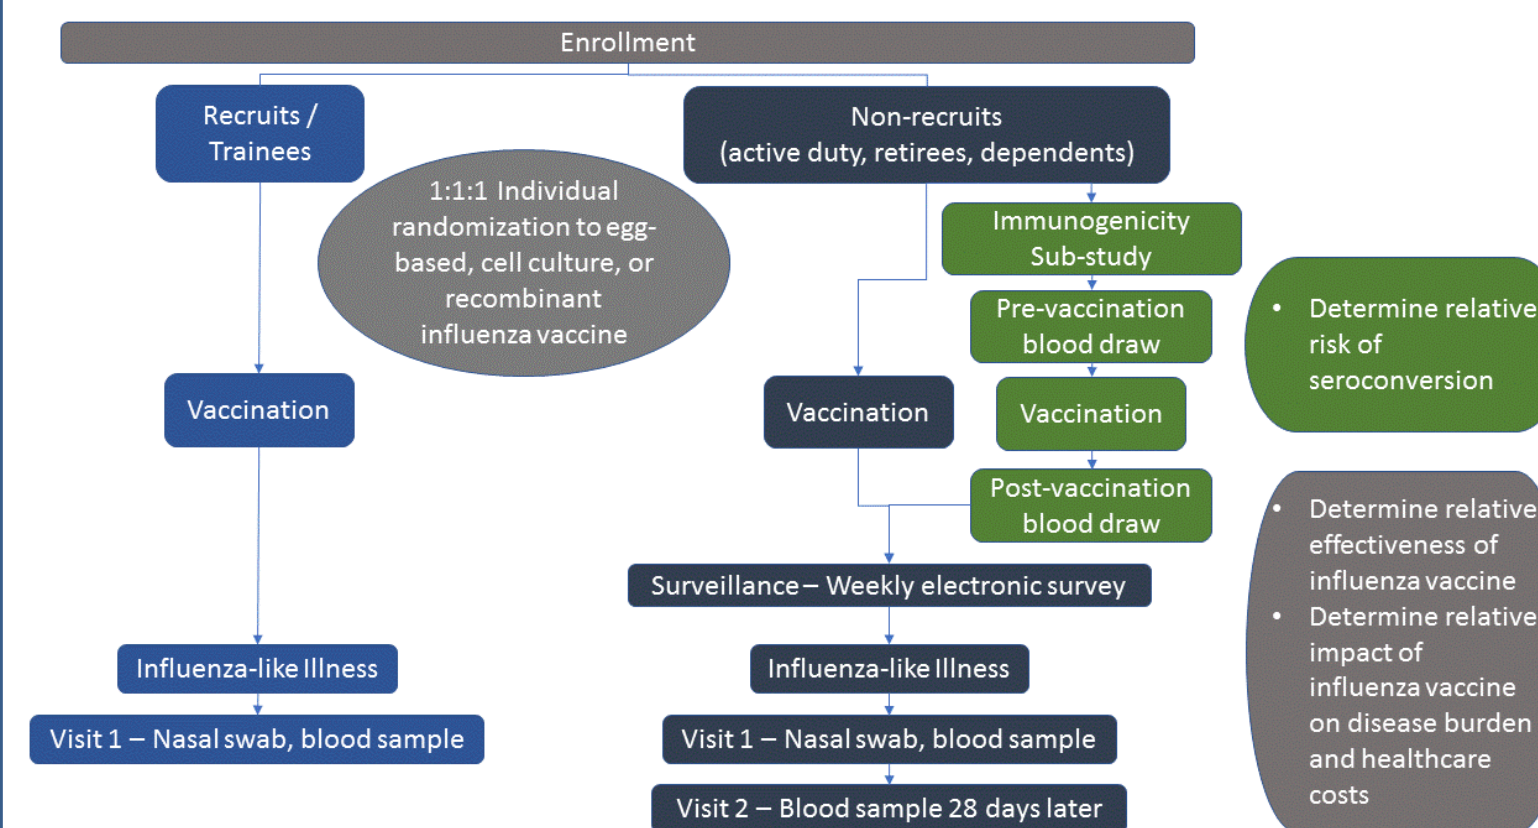 Enrollment
Recruits /
Trainees
Non-recruits
(active duty, retirees, dependents)
1:1:1 Individual
randomization to egg-
based, cell culture, or
recombinant
influenza vaccine
Immunogenicity
Sub-study
Pre-vaccination
blood draw
• Determine relative
risk of
seroconversion
Vaccination
Vaccination
Vaccination
Post-vaccination
blood draw
• Determine relative
effectiveness of
influenza vaccine
• Determine relative
impact of
influenza vaccine
on disease burden
and healthcare
costs
Surveillance – Weekly electronic survey
Influenza-like Illness
Influenza-like Illness
Visit 1 – Nasal swab, blood sample
Visit 1 – Nasal swab, blood sample
Visit 2 – Blood sample 28 days later